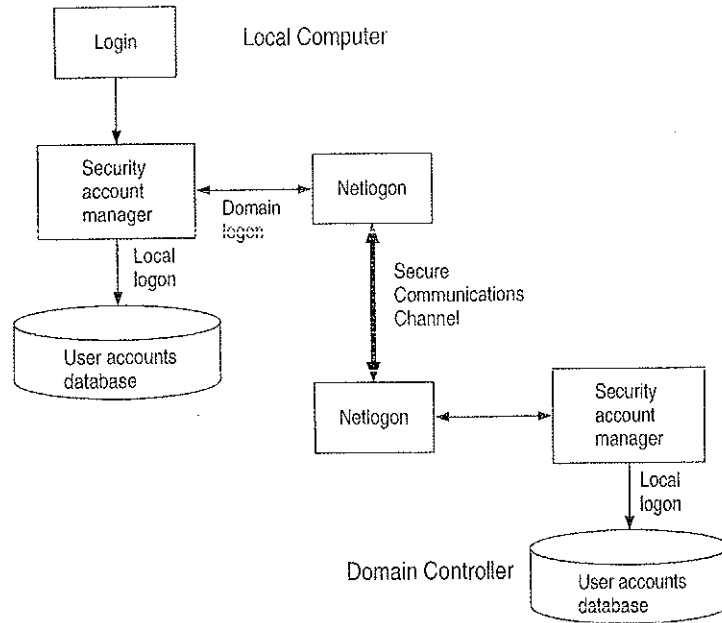 Login
Local Computer
Security
account
manager
Netlogon
Domain
logon
Local
logon
Secure
Communications
Channel
User accounts
database
Netlogon
Security
account
manager
Local
logon
Domain Controller
User accounts
database